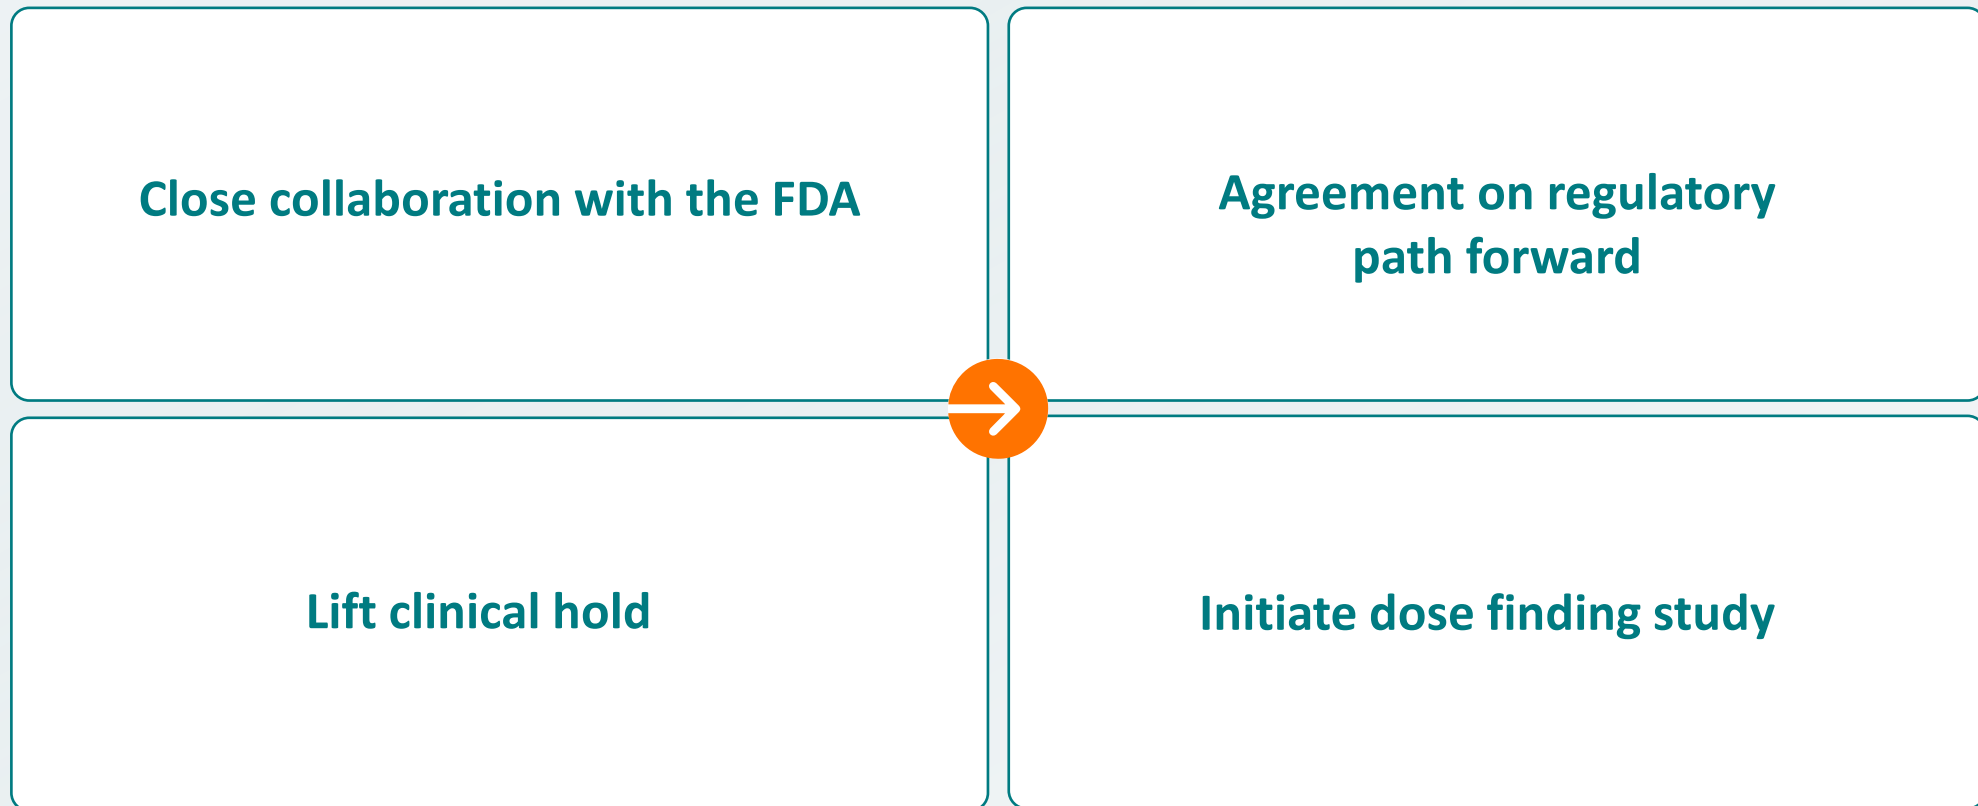 Close collaboration with the FDA
Agreement on regulatory
path forward
Lift clinical hold
Initiate dose finding study